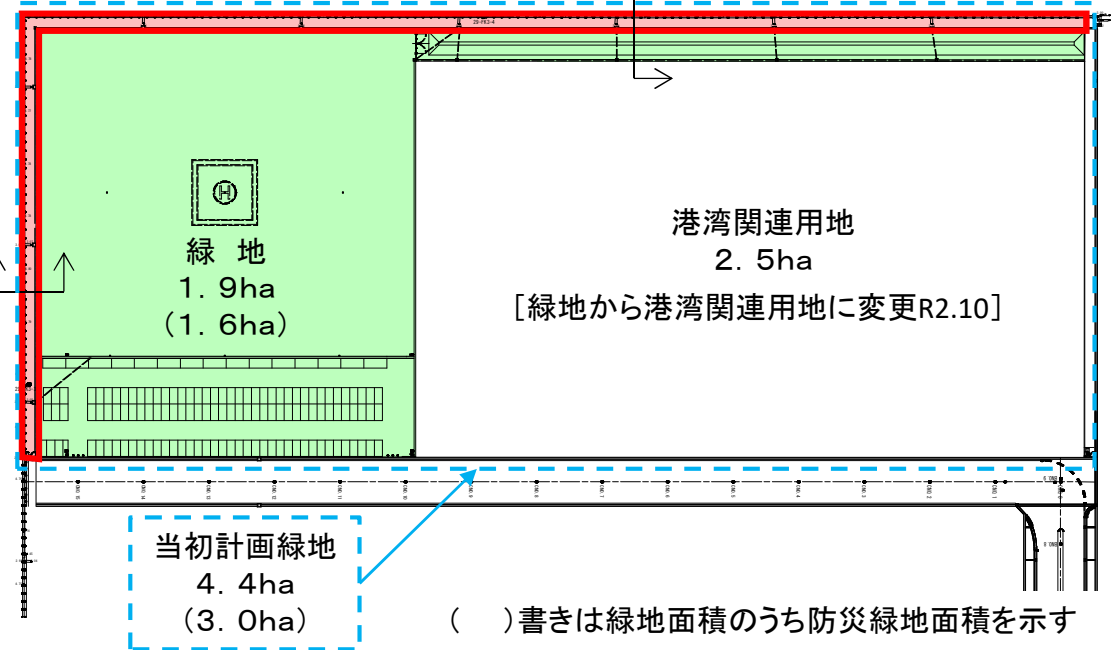 Ⓗ
緑 地
1. 9ha
(1. 6ha)
港湾関連用地
2. 5ha
[緑地から港湾関連用地に変更R2.10]
当初計画緑地
4. 4ha
(3. 0ha)
( )書きは緑地面積のうち防災緑地面積を示す